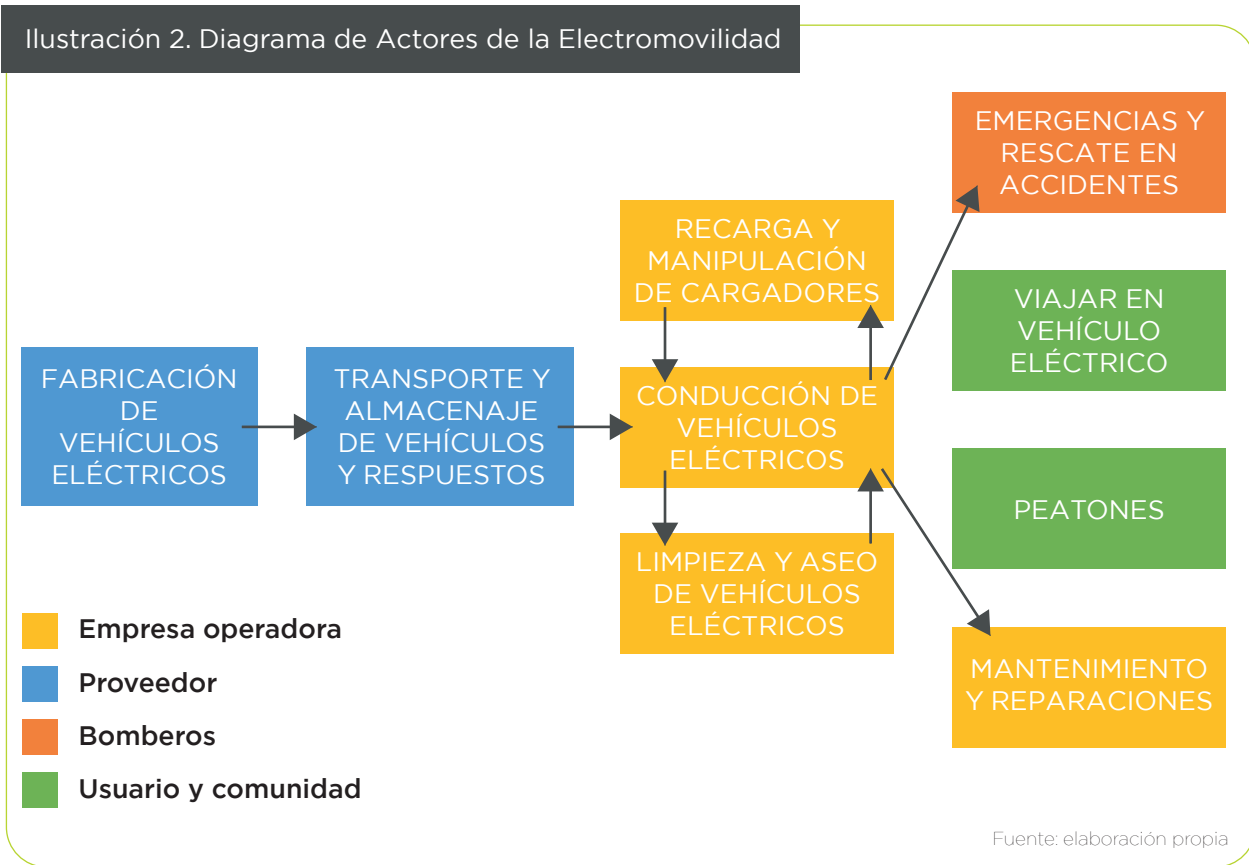 Ilustración 2. Diagrama de Actores de la Electromovilidad
EMERGENCIAS Y
RESCATE EN
ACCIDENTES
RECARGA Y
MANIPULACIÓN
DE CARGADORES
VIAJAR EN
VEHÍCULO
ELÉCTRICO
FABRICACIÓN
DE
VEHÍCULOS
ELÉCTRICOS
TRANSPORTE Y
ALMACENAJE
DE VEHÍCULOS
Y RESPUESTOS
CONDUCCIÓN DE
VEHÍCULOS
ELÉCTRICOS
PEATONES
LIMPIEZA Y ASEO
DE VEHÍCULOS
ELÉCTRICOS
MANTENIMIENTO
Y REPARACIONES
Empresa operadora
Proveedor
Bomberos
Usuario y comunidad
Fuente: elaboración propia